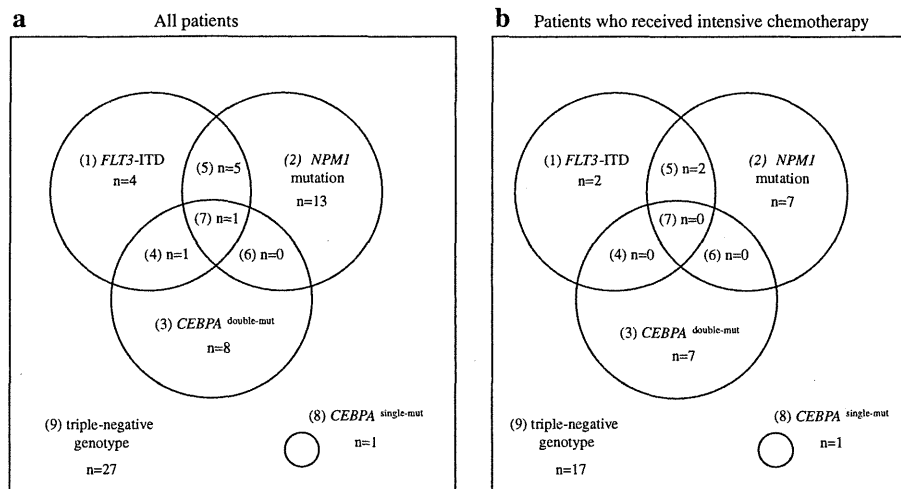 a
All patients
(1) FLT3-ITD
n=4
(5) n=5
(2) NPM1
mutation
n=13
(7) n=1
(4) n=1
(6) n=0
(3) CEBPA double-mut
n=8
(9) triple-negative
genotype
n=27
(8) CEBPA single-mut
n=1
b
Patients who received intensive chemotherapy
(1) FLT3-ITD
n=2
(5) n=2
(2) NPM1
mutation
n=7
(7) n=0
(4) n=0
(6) n=0
(3) CEBPA double-mut
n=7
(9) triple-negative
genotype
n=17
(8) CEBPA single-mut
n=1